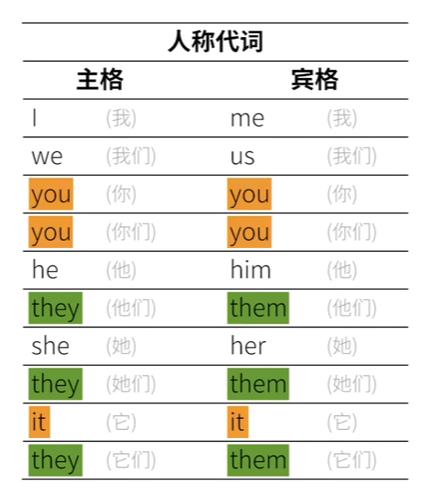 人称代词
主格 宾格
I (我) me (我)
we (我们) us (我们)
you (你) you (你)
you (你们) you (你们)
he (他) him (他)
they (他们) them (他们)
she (她) her (她)
they (她们) them (她们)
it (它) it (它)
they (它们) them (它们)